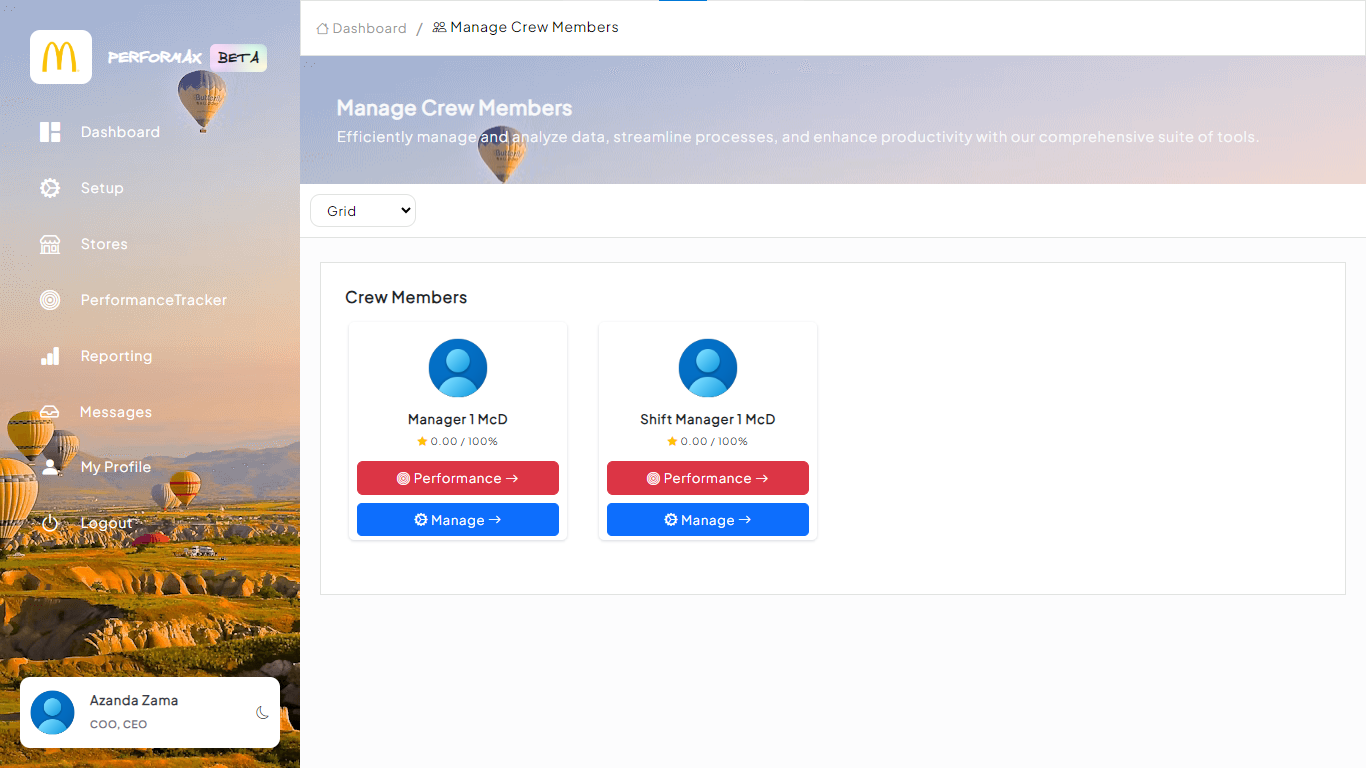 PERFORMAX BETA
Dashboard
Setup
Stores
PerformanceTracker
Reporting
Messages
My Profile
Logout
Azanda Zama
COO, CEO
Dashboard / Manage Crew Members
Manage Crew Members
Efficiently manage and analyze data, streamline processes, and enhance productivity with our comprehensive suite of tools.
Grid
Crew Members
Manager 1 McD
0.00 / 100%
Performance →
Manage →
Shift Manager 1 McD
0.00 / 100%
Performance →
Manage →